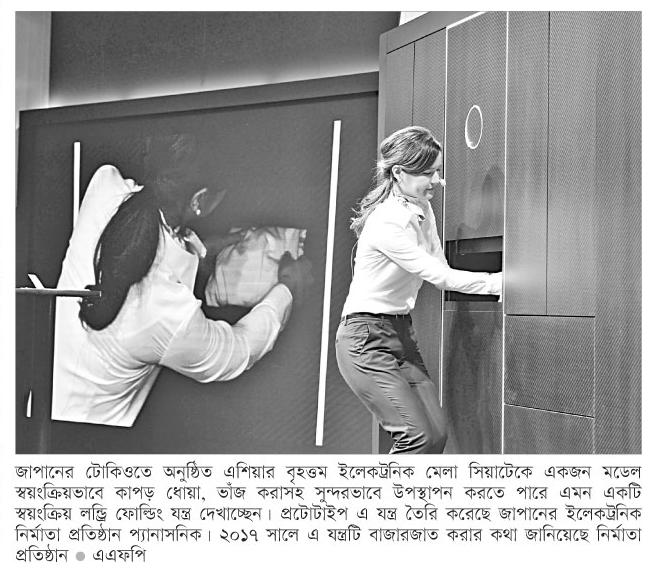 জাপানের টোকিওতে অনুষ্ঠিত এশিয়ার বৃহত্তম ইলেকট্রনিক মেলা সিয়াটেকে একজন মডেল
স্বয়ংক্রিয়ভাবে কাপড় ধোয়া, ভাঁজ করাসহ সুন্দরভাবে উপস্থাপন করতে পারে এমন একটি
স্বয়ংক্রিয় লন্ড্রি ফোল্ডিং যন্ত্র দেখাচ্ছেন। প্রটোটাইপ এ যন্ত্র তৈরি করেছে জাপানের ইলেকট্রনিক
নির্মাতা প্রতিষ্ঠান প্যানাসনিক। ২০১৭ সালে এ যন্ত্রটি বাজারজাত করার কথা জানিয়েছে নির্মাতা
প্রতিষ্ঠান ● এএফপি